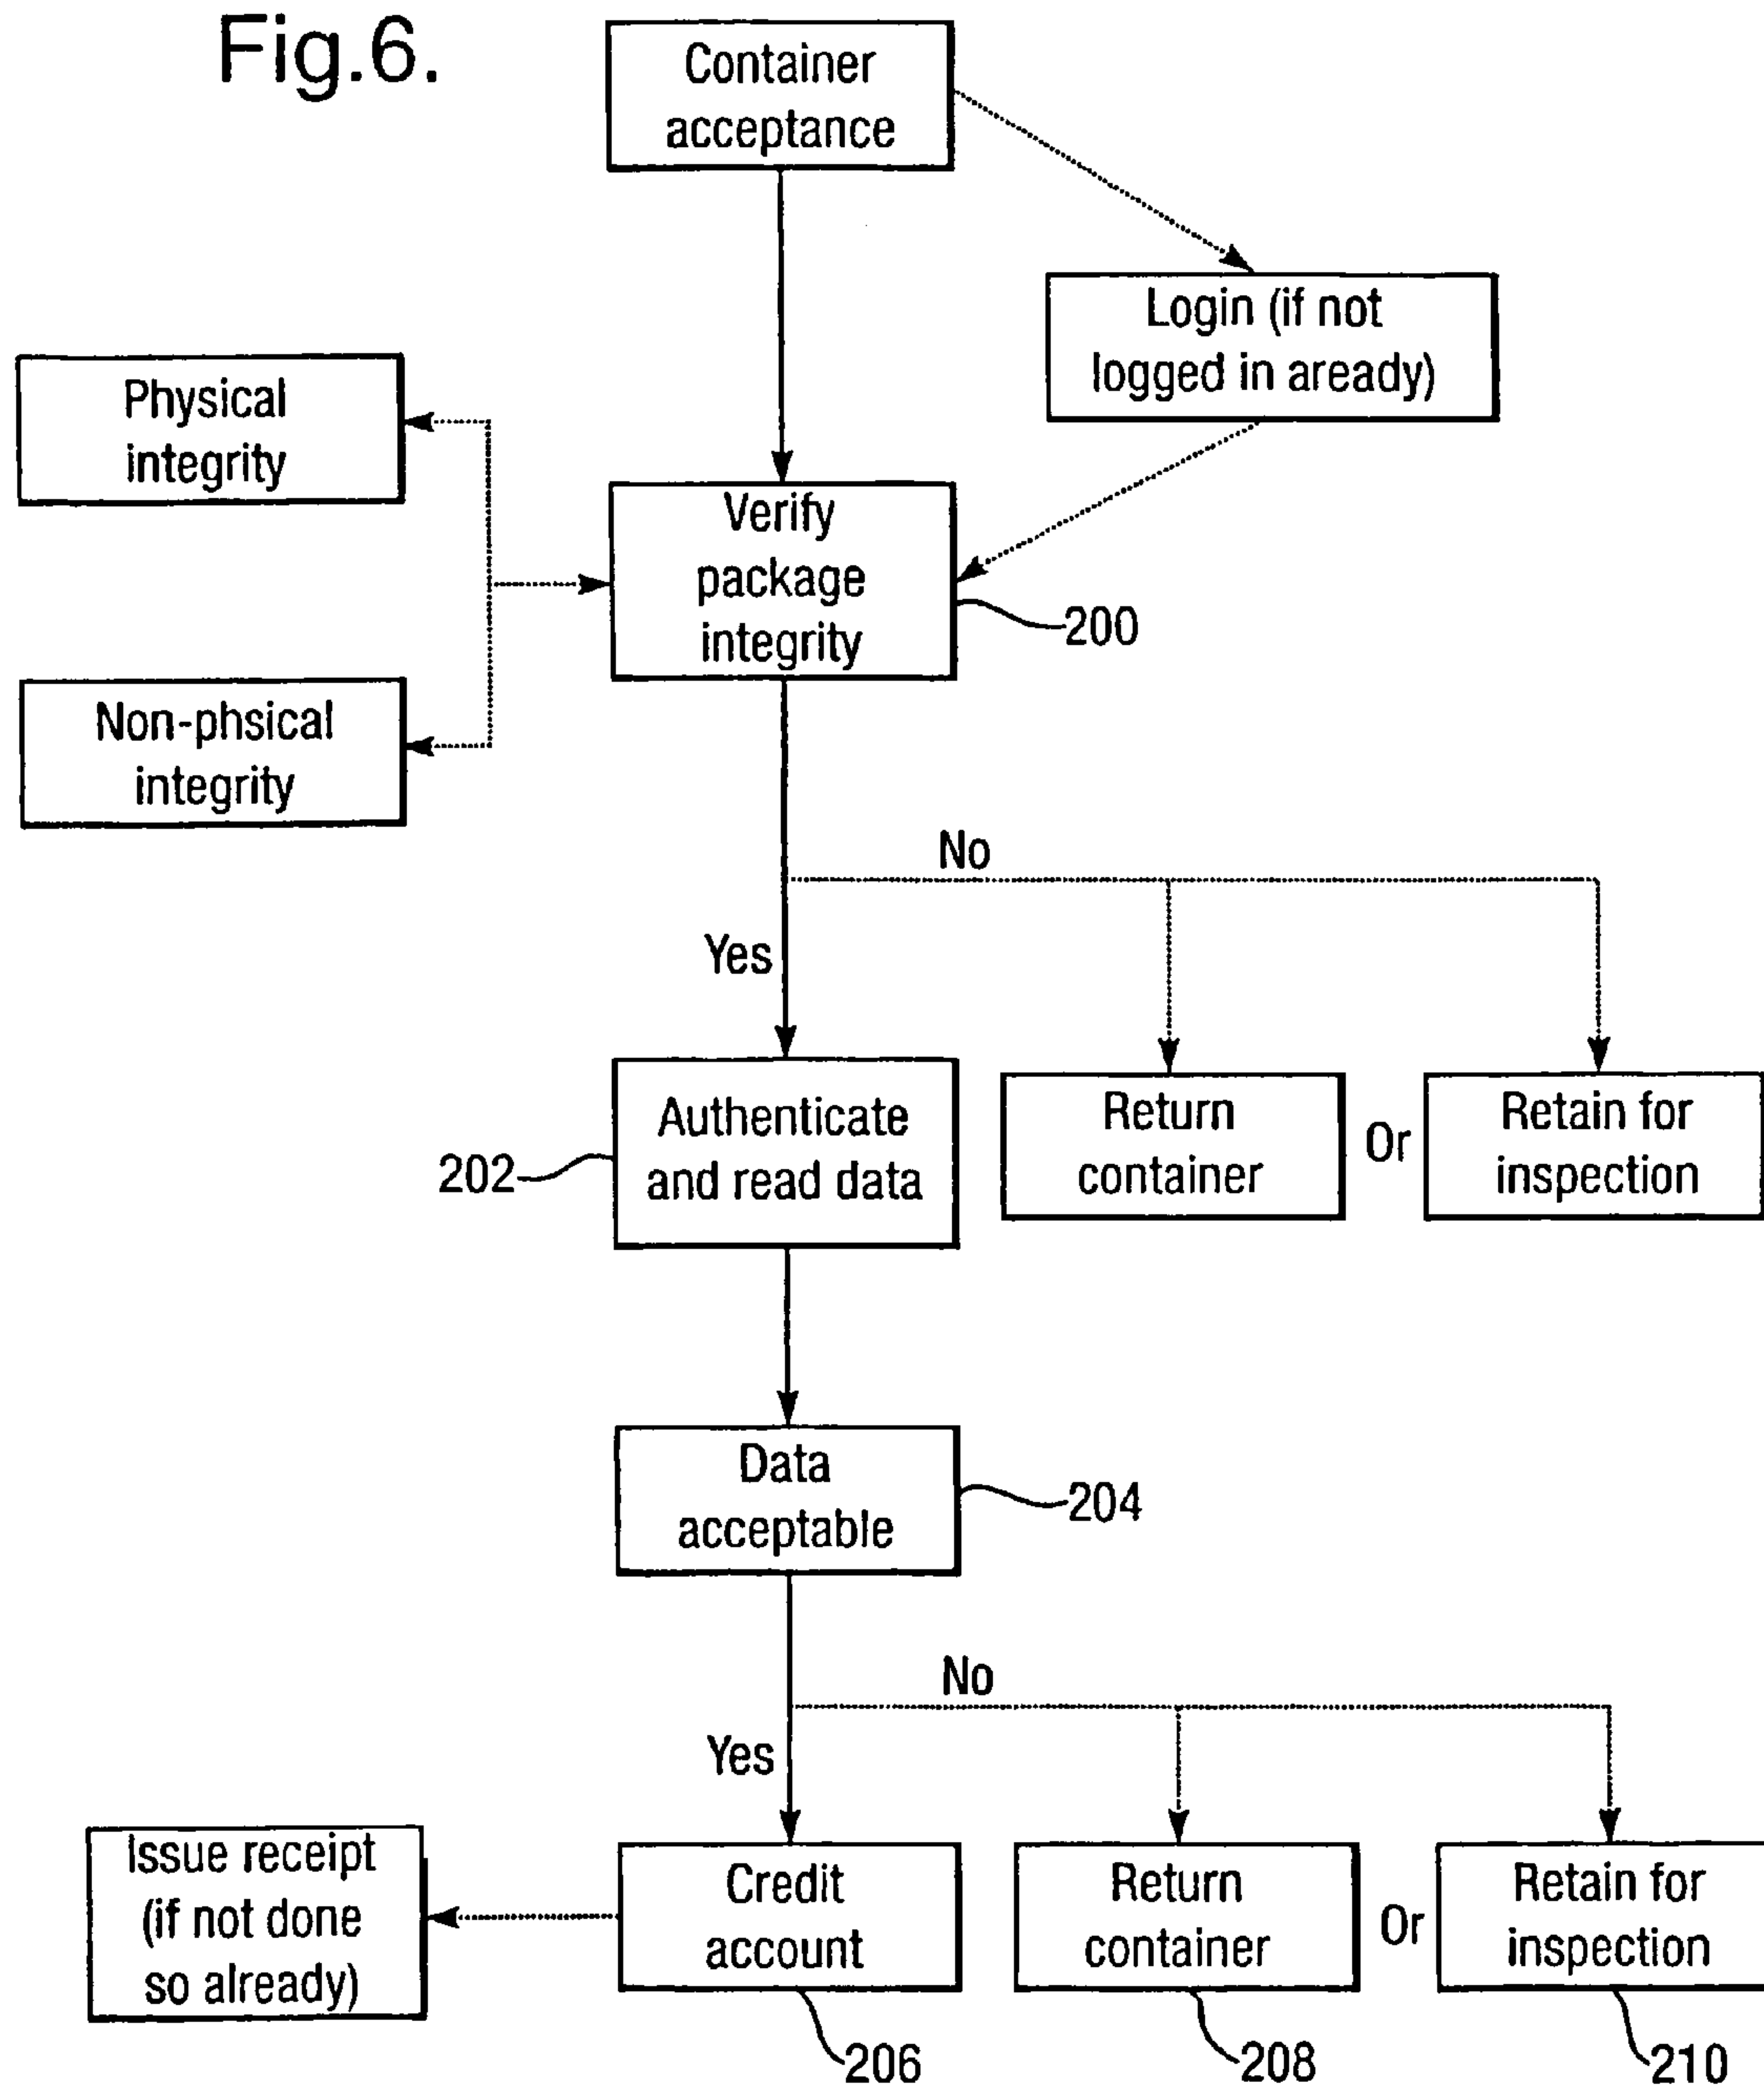 Fig.6.
Container
acceptance
Login (if not
logged in aready)
Physical
integrity
Verify
package
integrity
200
Non-phsical
integrity
No
Yes
Authenticate
and read data
202
Return
container
Or
Retain for
inspection
Data
acceptable
204
No
Yes
Issue receipt
(if not done
so already)
Credit
account
Return
container
Or
Retain for
inspection
206
208
210